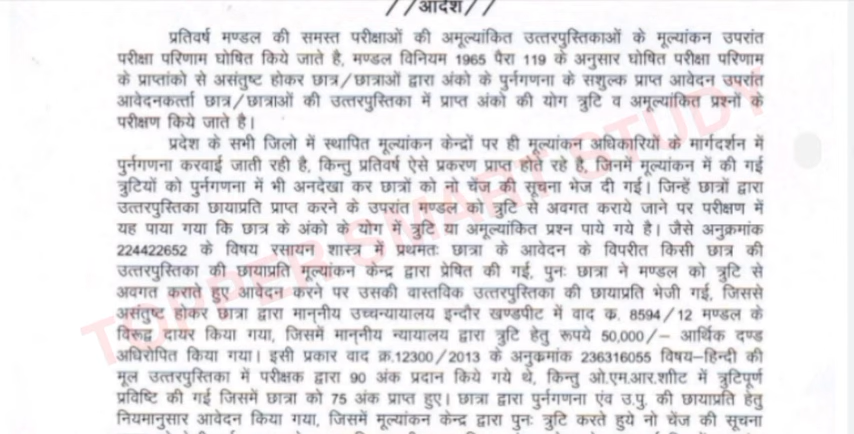 //आदेश//
प्रतिवर्ष मण्डल की समस्त परीक्षाओं की अमूल्यांकित उत्तरपुस्तिकाओं के मूल्यांकन उपरांत
परीक्षा परिणाम घोषित किये जाते है, मण्डल विनियम 1965 पैरा 119 के अनुसार घोषित परीक्षा परिणाम
के प्राप्तांको से असंतुष्ट होकर छात्र/छात्राओं द्वारा अंको के पुर्नगणना के सशुल्क प्राप्त आवेदन उपरांत
आवेदनकर्त्ता छात्र/छात्राओं की उत्तरपुस्तिका में प्राप्त अंको की योग त्रुटि व अमूल्यांकित प्रश्नों के
परीक्षण किये जाते है।
प्रदेश के सभी जिलो में स्थापित मूल्यांकन केन्द्रों पर ही मूल्यांकन अधिकारियों के मार्गदर्शन में
पुर्नगणना करवाई जाती रही है, किन्तु प्रतिवर्ष ऐसे प्रकरण प्राप्त होते रहे है, जिनमें मूल्यांकन में की गई
त्रुटियों को पुर्नगणना में भी अनदेखा कर छात्रों को नो चेंज की सूचना भेज दी गई। जिन्हें छात्रों द्वारा
उत्तरपुस्तिका छायाप्रति प्राप्त करने के उपरांत मण्डल को त्रुटि से अवगत कराये जाने पर परीक्षण में
यह पाया गया कि छात्र के अंको के योग में त्रुटि या अमूल्यांकित प्रश्न पाये गये है। जैसे अनुक्रमांक
224422652 के विषय रसायन शास्त्र में प्रथमतः छात्रा के आवेदन के विपरीत किसी छात्र की
उत्तरपुस्तिका की छायाप्रति मूल्यांकन केन्द्र द्वारा प्रेषित की गई, पुनः छात्रा ने मण्डल को त्रुटि से
अवगत कराते हुए आवेदन करने पर उसकी वास्तविक उत्तरपुस्तिका की छायाप्रति भेजी गई, जिससे
असंतुष्ट होकर छात्रा द्वारा मान्नीय उच्चन्यायालय इन्दौर खण्डपीट में वाद क. 8594/12 मण्डल के
विरूद्ध दायर किया गया, जिसमें मान्नीय न्यायालय द्वारा त्रुटि हेतु रूपये 50,000/– आर्थिक दण्ड
अधिरोपित किया गया। इसी प्रकार वाद क्र.12300/2013 के अनुकमांक 236316055 विषय-हिन्दी की
मूल उत्तरपुस्तिका में परीक्षक द्वारा 90 अंक प्रदान किये गये थे, किन्तु ओ.एम.आर.शीट में त्रुटिपूर्ण
प्रविष्टि की गई जिसमें छात्रा को 75 अंक प्राप्त हुए। छात्रा द्वारा पुर्नगणना एंव उ.पु. की छायाप्रति हेतु
नियमानुसार आवेदन किया गया, जिसमें मूल्यांकन केन्द्र द्वारा पुनः त्रुटि करते हुये नो चेंज की सूचना
TOPPER SMART STUDY